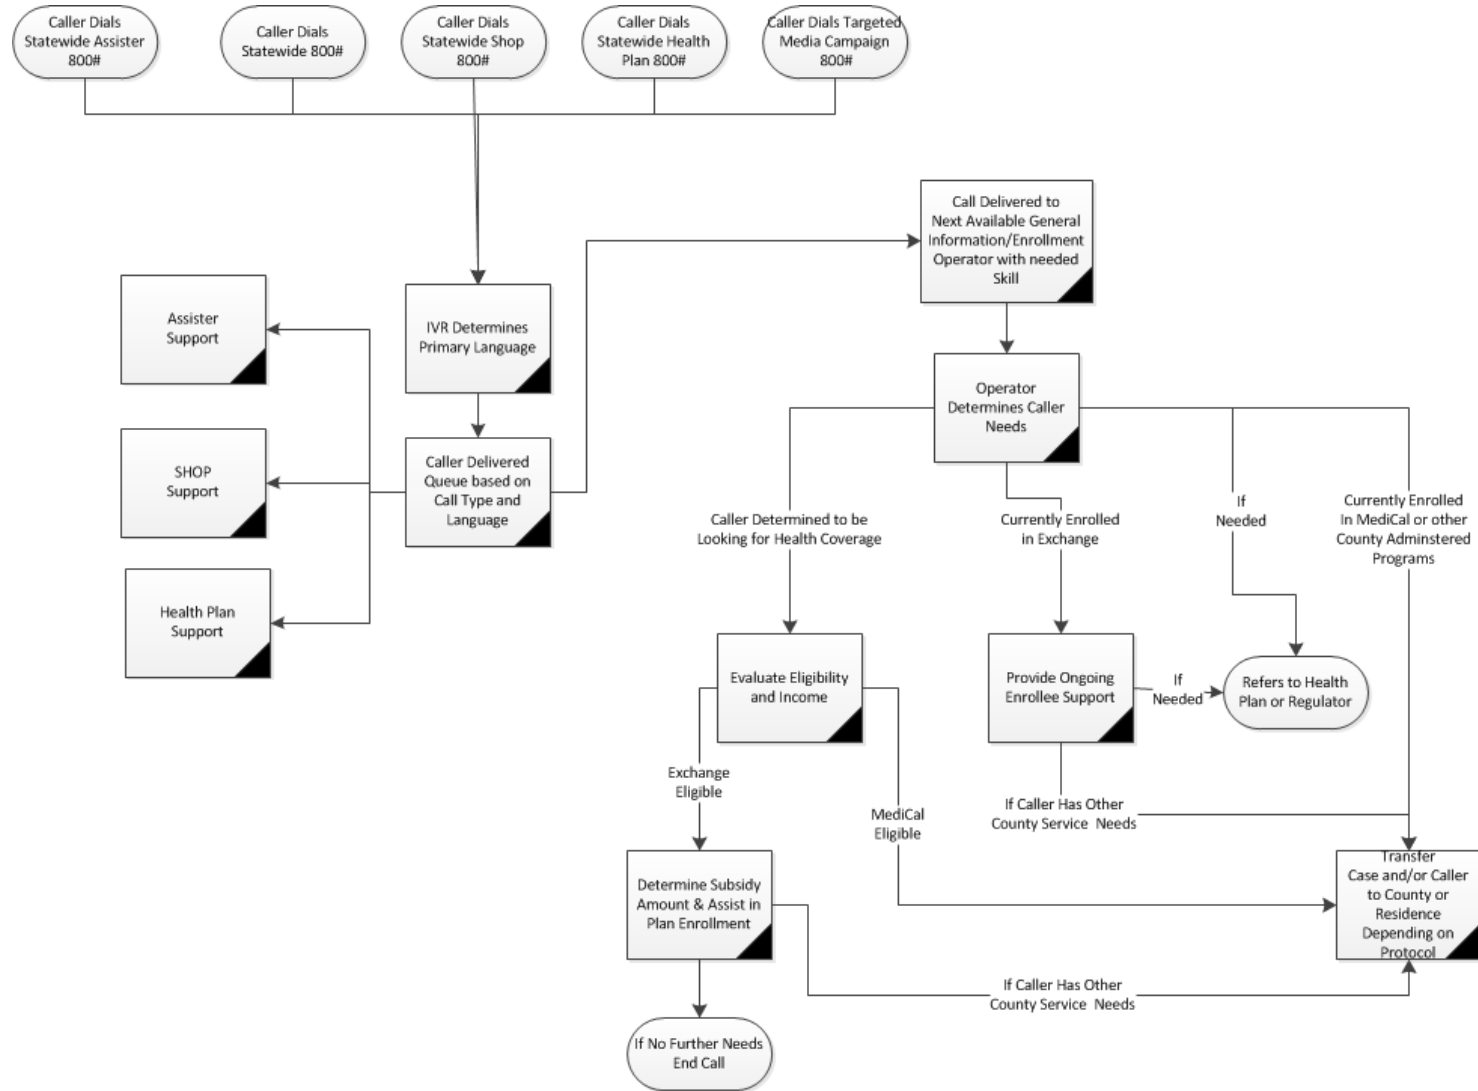 Caller Dials
Statewide Assister
800#
Caller Dials
Statewide 800#
Caller Dials
Statewide Shop
800#
Caller Dials
Statewide Health
Plan 800#
Caller Dials Targeted
Media Campaign
800#
Call Delivered to
Next Available General
Information/Enrollment
Operator with needed
Skill
Assister
Support
IVR Determines
Primary Language
Operator
Determines Caller
Needs
SHOP
Support
Caller Delivered
Queue based on
Call Type and
Language
Caller Determined to be
Looking for Health Coverage
Currently Enrolled
in Exchange
If
Needed
Currently Enrolled
In MediCal or other
County Adminstered
Programs
Health Plan
Support
Evaluate Eligibility
and Income
Provide Ongoing
Enrollee Support
If
Needed
Refers to Health
Plan or Regulator
Exchange
Eligible
MediCal
Eligible
If Caller Has Other
County Service Needs
Determine Subsidy
Amount & Assist in
Plan Enrollment
Transfer
Case and/or Caller
to County or
Residence
Depending on
Protocol
If Caller Has Other
County Service Needs
If No Further Needs
End Call